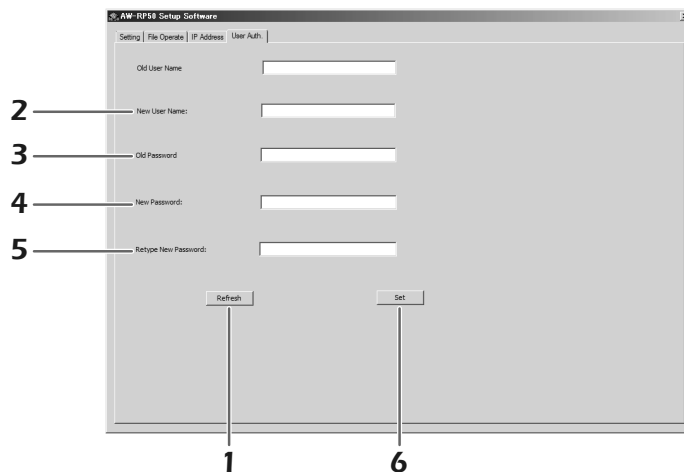 AW-RP50 Setup Software
Setting File Operate IP Address User Auth.
Old User Name
2 New User Name:
3 Old Password
4 New Password:
5 Retype New Password:
Refresh Set
1 6